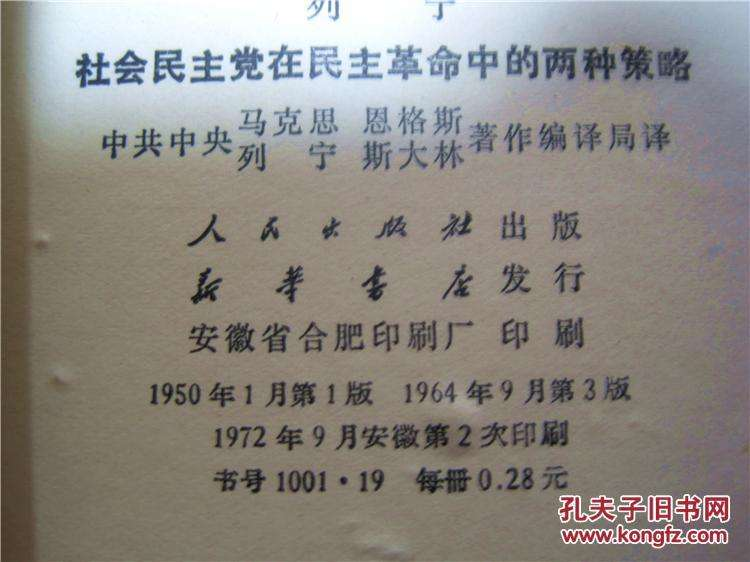 列 宁
社会民主党在民主革命中的两种策略
中共中央 马克思 恩格斯 列 宁 斯大林 著作编译局译
人民出版社 出版
新华书店 发行
安徽省合肥印刷厂 印刷
1950年1月第1版 1964年9月第3版
1972年9月安徽第2次印刷
书号1001·19 每册0.28元
孔夫子旧书网
www.kongfz.com